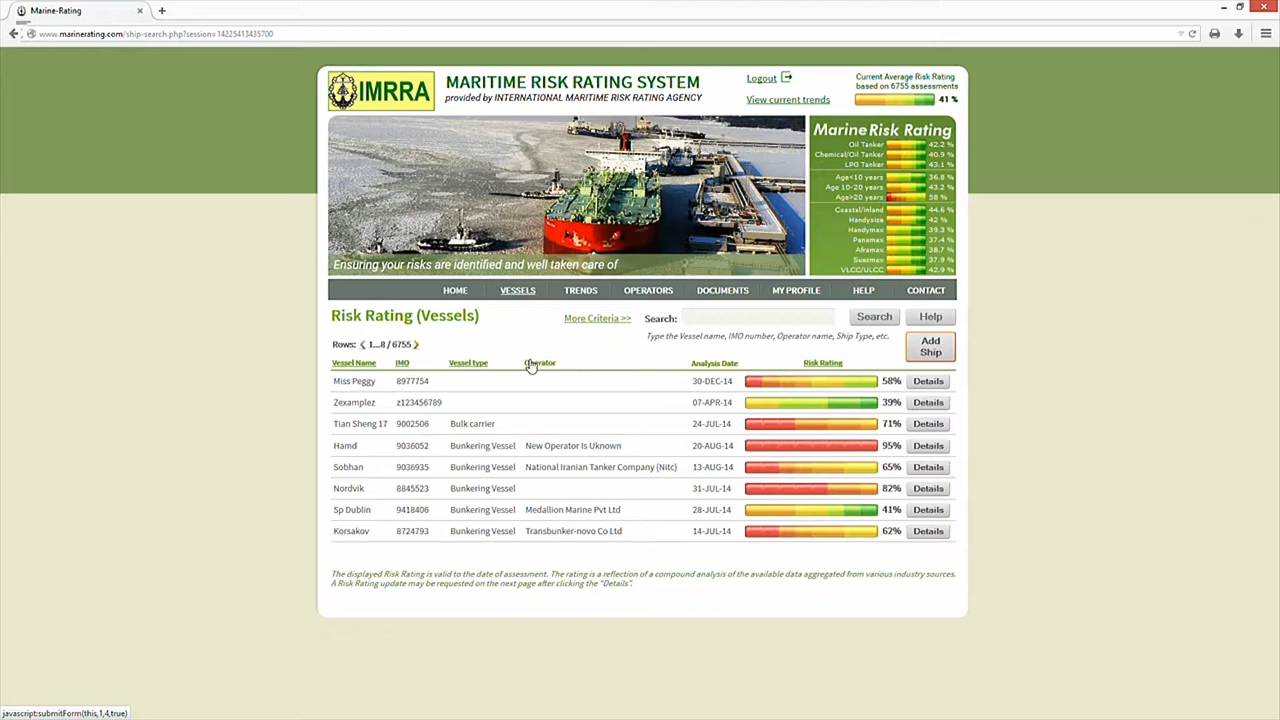 Marine-Rating
www.marinerating.com/ship-search.php?session=14225413435700
IMRRA
MARITIME RISK RATING SYSTEM
provided by INTERNATIONAL MARITIME RISK RATING AGENCY
Logout
View current trends
Current Average Risk Rating
based on 6755 assessments
41 %
Ensuring your risks are identified and well taken care of
Marine Risk Rating
Oil Tanker 42.2 %
Chemical/Oil Tanker 40.9 %
LPG Tanker 43.1 %
Age<10 years 36.8 %
Age 10-20 years 43.2 %
Age>20 years 58 %
Coastal/inland 44.6 %
Handysize 42 %
Handymax 39.3 %
Panamax 37.4 %
Aframax 38.7 %
Suezmax 37.9 %
VLCC/ULCC 42.9 %
HOME VESSELS TRENDS OPERATORS DOCUMENTS MY PROFILE HELP CONTACT
Risk Rating (Vessels)
More Criteria >> Search: Search Help
Type the Vessel name, IMO number, Operator name, Ship Type, etc.
Add
Ship
Rows: 1...8 / 6755
Vessel Name IMO Vessel type Operator Analysis Date Risk Rating
Miss Peggy 8977754 30-DEC-14 58% Details
Zexamplez z123456789 07-APR-14 39% Details
Tian Sheng 17 9002506 Bulk carrier 24-JUL-14 71% Details
Hamd 9036052 Bunkering Vessel New Operator Is Uknown 20-AUG-14 95% Details
Sobhan 9036935 Bunkering Vessel National Iranian Tanker Company (Nitc) 13-AUG-14 65% Details
Nordvik 8845523 Bunkering Vessel 31-JUL-14 82% Details
Sp Dublin 9418406 Bunkering Vessel Medallion Marine Pvt Ltd 28-JUL-14 41% Details
Korsakov 8724793 Bunkering Vessel Transbunker-novo Co Ltd 14-JUL-14 62% Details
The displayed Risk Rating is valid to the date of assessment. The rating is a reflection of a compound analysis of the available data aggregated from various industry sources.
A Risk Rating update may be requested on the next page after clicking the "Details".
javascript:submitForm(this,1,4,true)